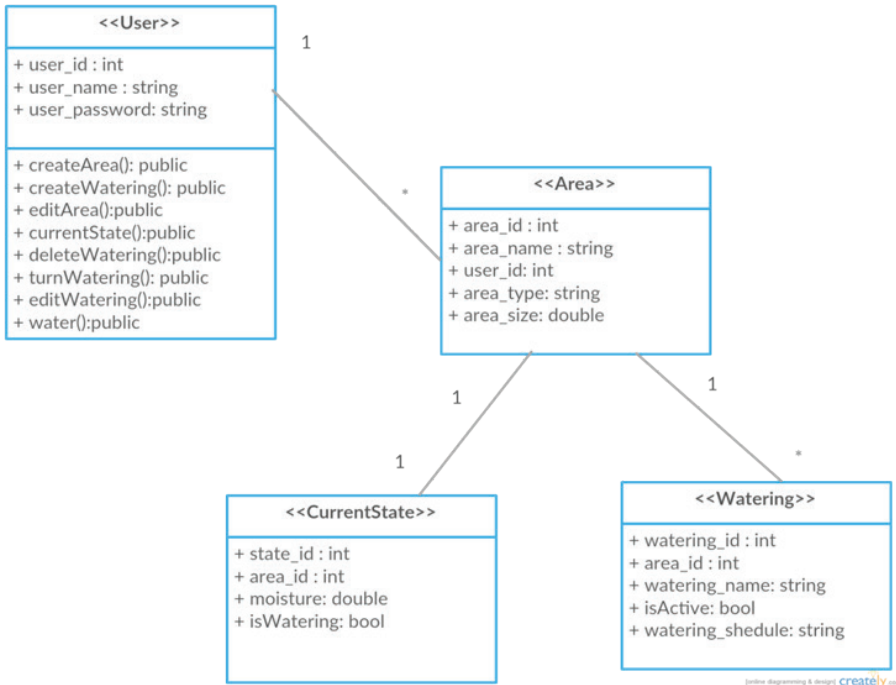 <<User>>
+ user_id : int
+ user_name : string
+ user_password: string
+ createArea(): public
+ createWatering(): public
+ editArea():public
+ currentState():public
+ deleteWatering():public
+ turnWatering(): public
+ editWatering():public
+ water():public
1
*
<<Area>>
+ area_id : int
+ area_name : string
+ user_id: int
+ area_type: string
+ area_size: double
1
1
<<CurrentState>>
+ state_id : int
+ area_id : int
+ moisture: double
+ isWatering: bool
1
*
<<Watering>>
+ watering_id : int
+ area_id : int
+ watering_name: string
+ isActive: bool
+ watering_shedule: string
[online diagramming & design] creately